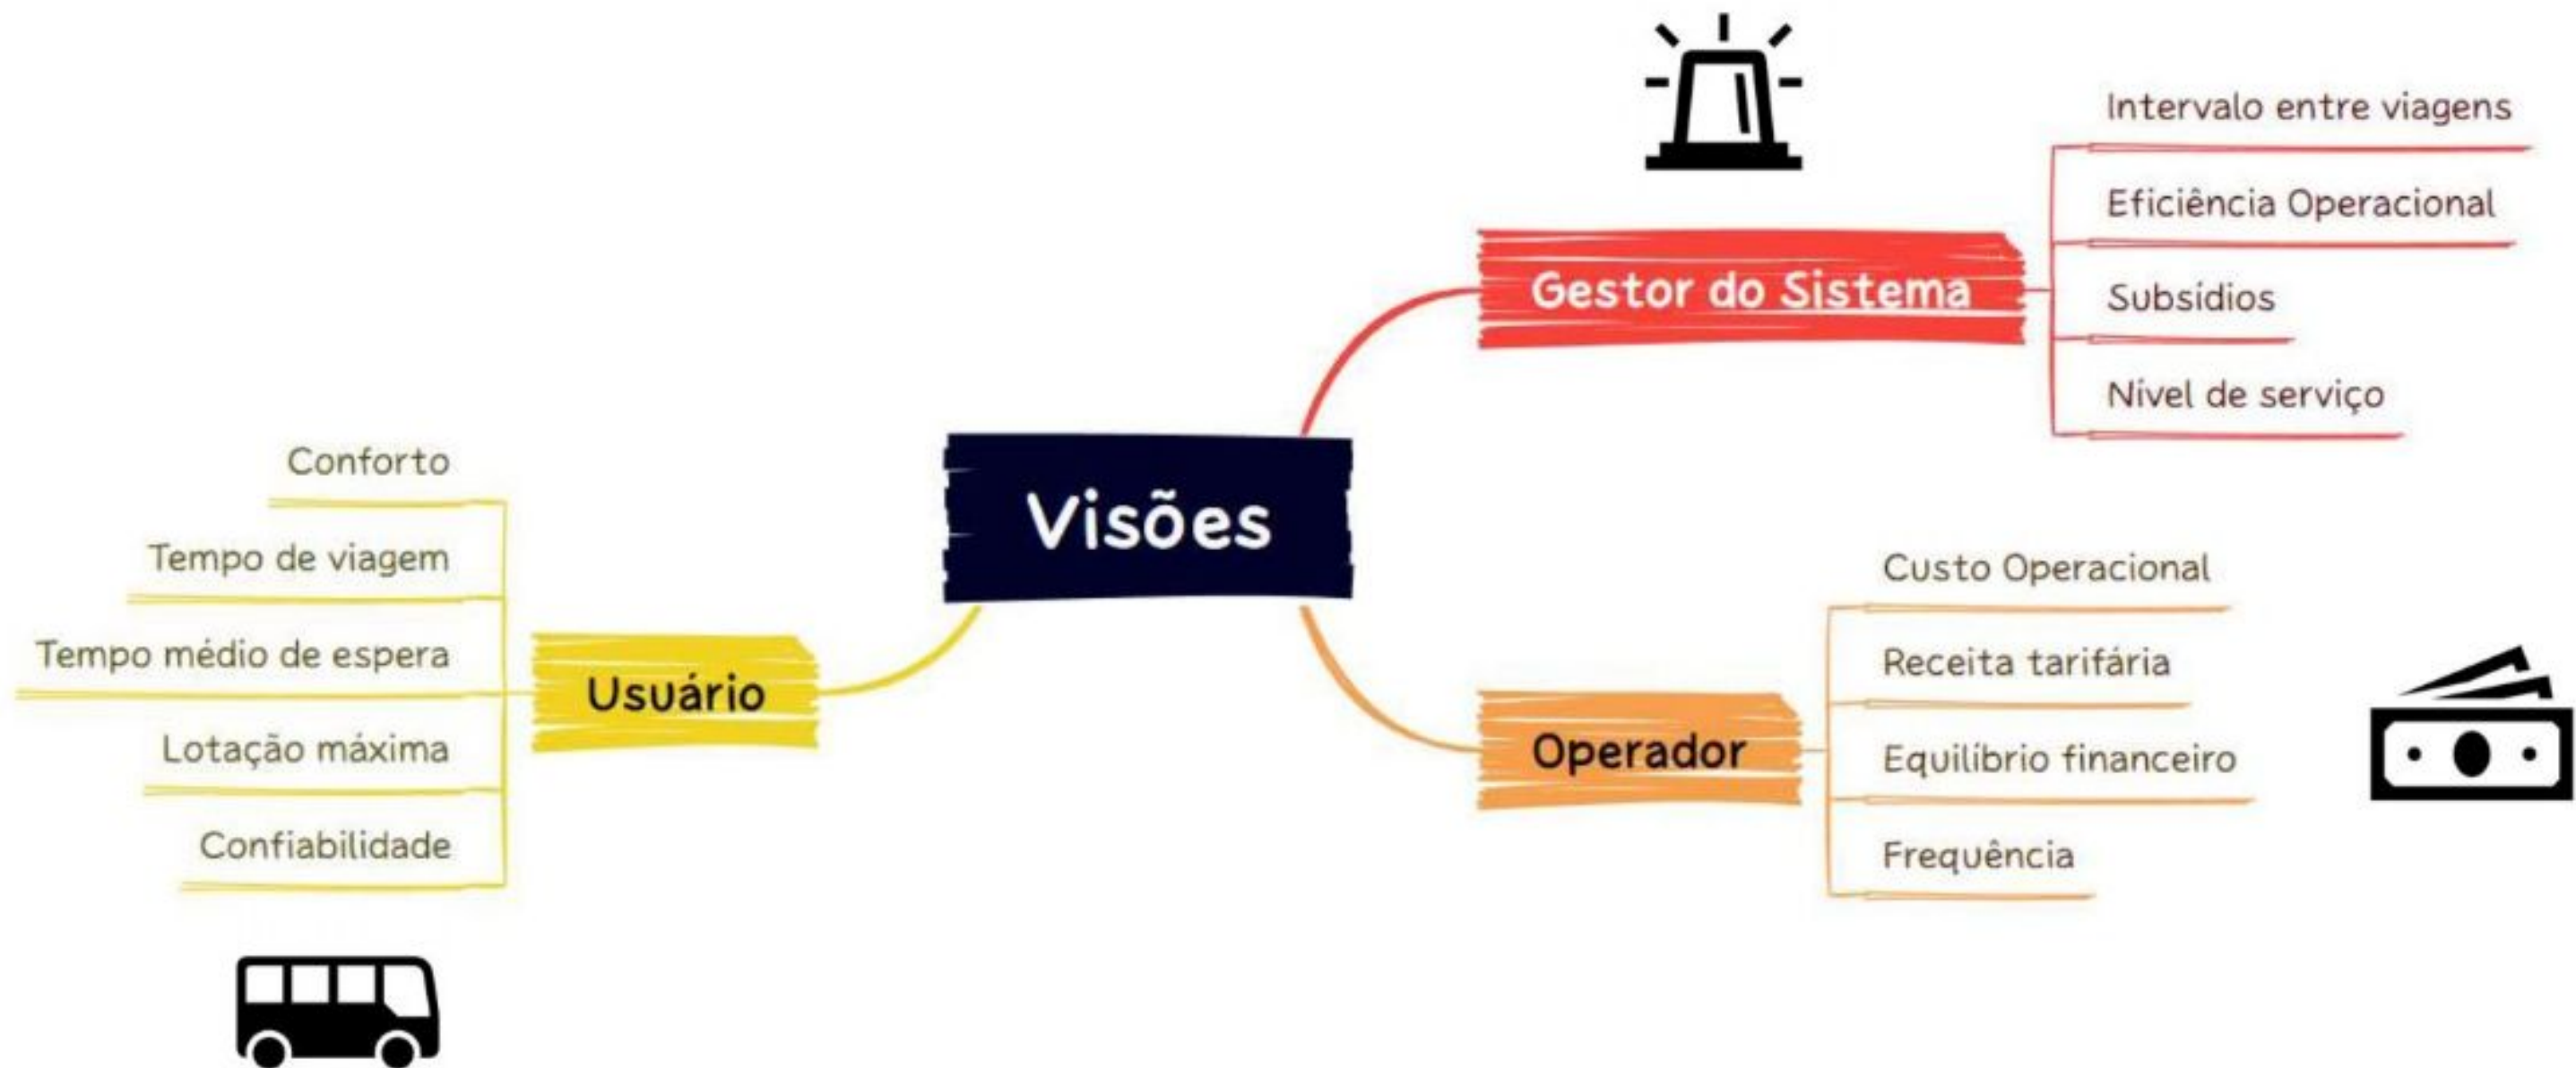 Visões
Gestor do Sistema
Intervalo entre viagens
Eficiência Operacional
Subsídios
Nível de serviço
Operador
Custo Operacional
Receita tarifária
Equilíbrio financeiro
Frequência
Usuário
Conforto
Tempo de viagem
Tempo médio de espera
Lotação máxima
Confiabilidade